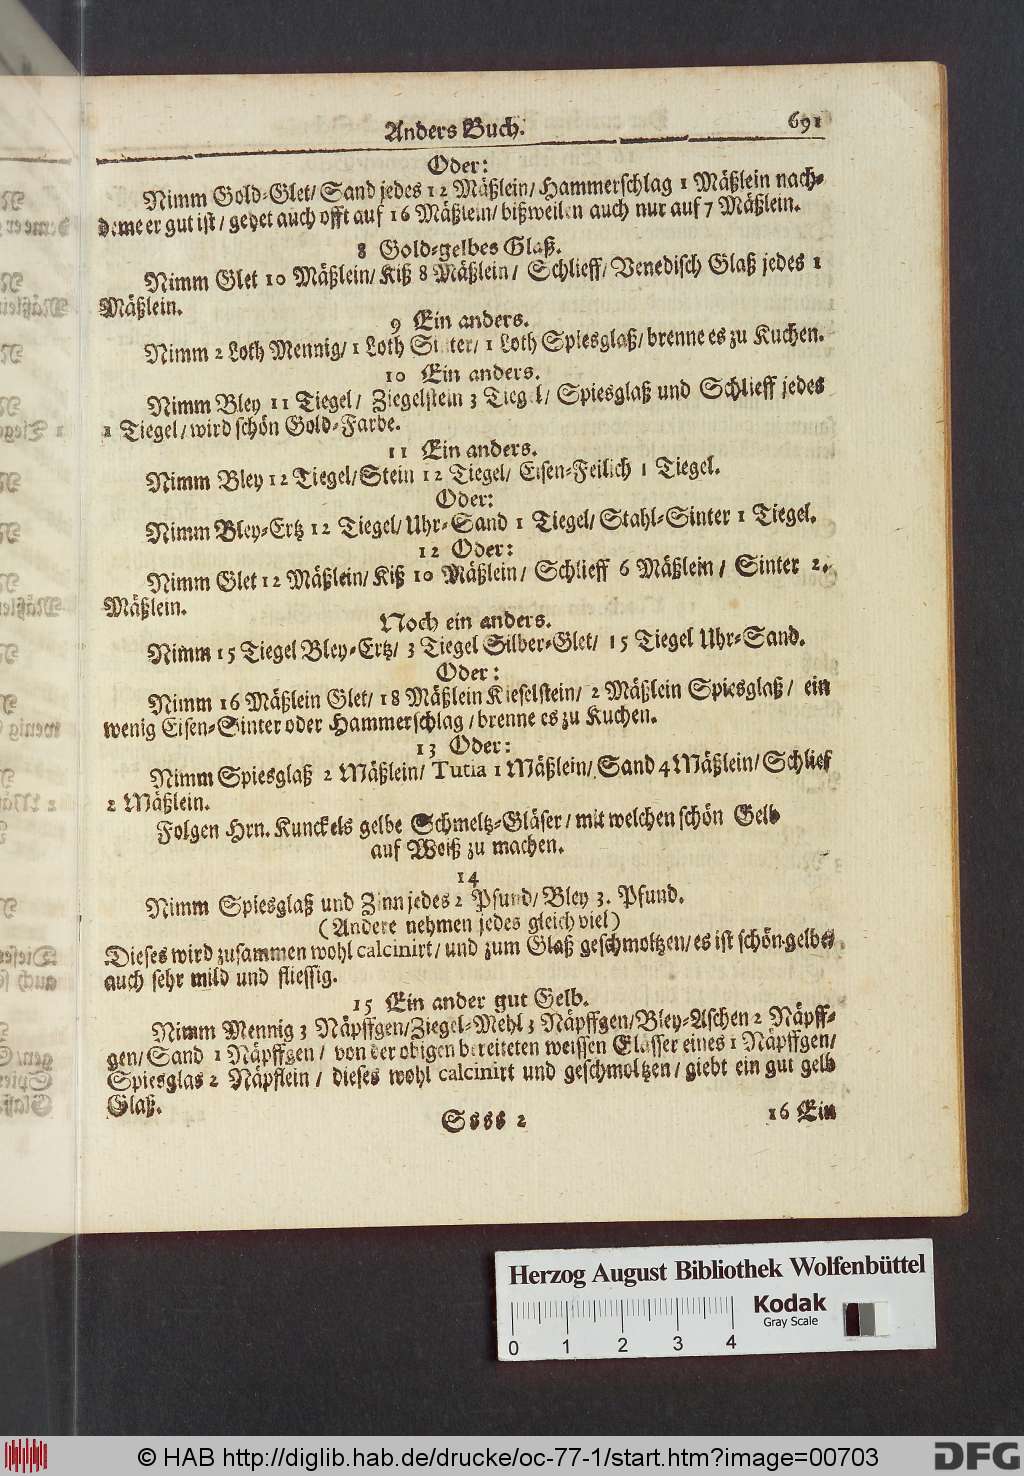 Anders Buch. 691
Oder:
Nimm Gold-Glet/ Sand jedes 12 Mäßlein/ Hammerschlag 1 Mäßlein nach-
deme er gut ist/ gehet auch offt auf 16 Mäßlein/ bißweilen auch nur auf 7 Mäßlein.
8 Gold-gelbes Glaß.
Nimm Glet 10 Mäßlein/ Kiß 8 Mäßlein/ Schlieff/ Venedisch Glaß jedes 1
Mäßlein.
9 Ein anders.
Nimm 2 Loth Mennig/ 1 Loth Sinter/ 1 Loth Spiesglaß/ brenne es zu Kuchen.
10 Ein anders.
Nimm Bley 11 Tiegel/ Ziegelstein 3 Tiegel/ Spiesglaß und Schlieff jedes
1 Tiegel/ wird schön Gold-Farbe.
11 Ein anders.
Nimm Bley 12 Tiegel/ Stein 12 Tiegel/ Eisen-Feilich 1 Tiegel.
Oder:
Nimm Bley-Ertz 12 Tiegel/ Uhr-Sand 1 Tiegel/ Stahl-Sinter 1 Tiegel.
12 Oder:
Nimm Glet 12 Mäßlein/ Kiß 10 Mäßlein/ Schlieff 6 Mäßlein/ Sinter 2.
Mäßlein.
Noch ein anders.
Nimm 15 Tiegel Bley-Ertz/ 3 Tiegel Silber-Glet/ 15 Tiegel Uhr-Sand.
Oder:
Nimm 16 Mäßlein Glet/ 18 Mäßlein Kieselstein/ 2 Mäßlein Spiesglaß/ ein
wenig Eisen-Sinter oder Hammerschlag/ brenne es zu Kuchen.
13 Oder:
Nimm Spiesglaß 2 Mäßlein/ Tutia 1 Mäßlein/ Sand 4 Mäßlein/ Schlief
2 Mäßlein.
Folgen Hrn. Kunckels gelbe Schmeltz-Gläser/ mit welchen schön Gelb
auf Weiß zu machen.
14
Nimm Spiesglaß und Zinn jedes 2 Pfund/ Bley 3. Pfund.
(Andere nehmen jedes gleich viel)
Dieses wird zusammen wohl calcinirt/ und zum Glaß geschmoltzen/ es ist schön-gelbes
auch sehr mild und fliessig.
15 Ein ander gut Gelb.
Nimm Mennig 3 Näpffgen/ Ziegel-Mehl 3 Näpffgen/ Bley-Aschen 2 Näpff-
gen/ Sand 1 Näpffgen/ von der obigen bereiteten weissen Glässer eines 1 Näpffgen/
Spiesglas 2 Näpflein/ dieses wohl calcinirt und geschmoltzen/ giebt ein gut gelb
Glaß.
Ssss 2 16 Ein
Herzog August Bibliothek Wolfenbüttel
Kodak
Gray Scale
0 1 2 3 4
© HAB http://diglib.hab.de/drucke/oc-77-1/start.htm?image=00703
DFG